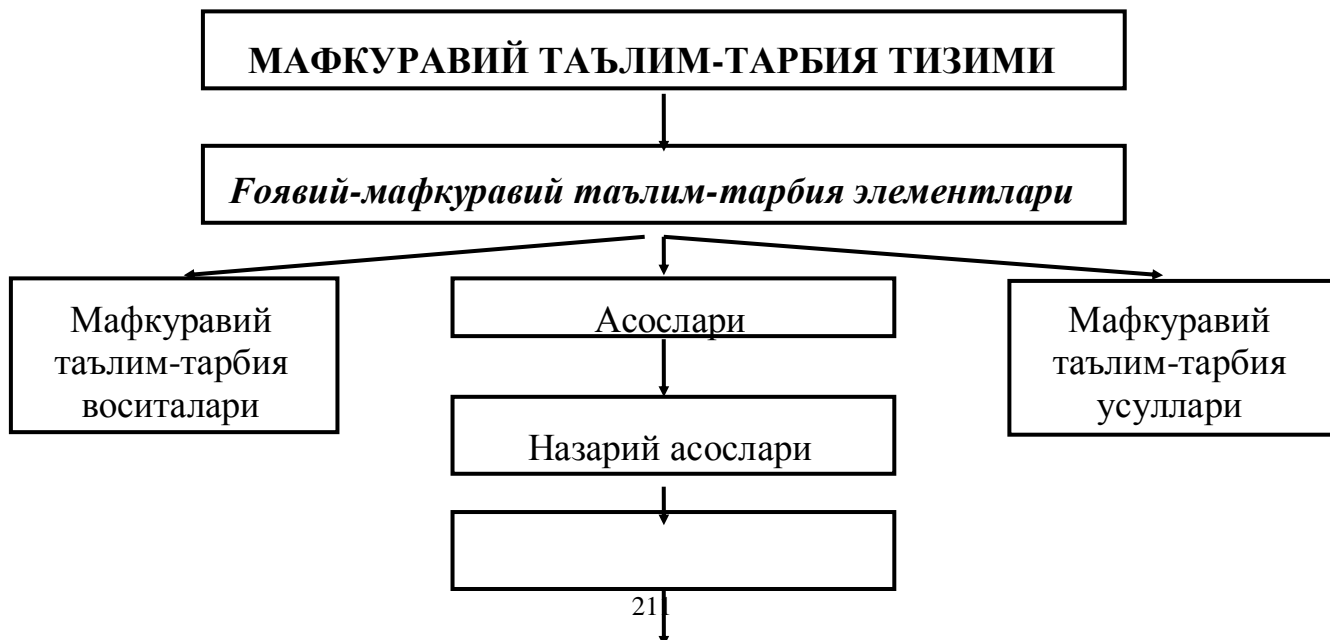 МАФКУРАВИЙ ТАЪЛИМ-ТАРБИЯ ТИЗИМИ
Ғоявий-мафкуравий таълим-тарбия элементлари
Мафкуравий
таълим-тарбия
воситалари
Асослари
Назарий асослари
Мафкуравий
таълим-тарбия
усуллари
211